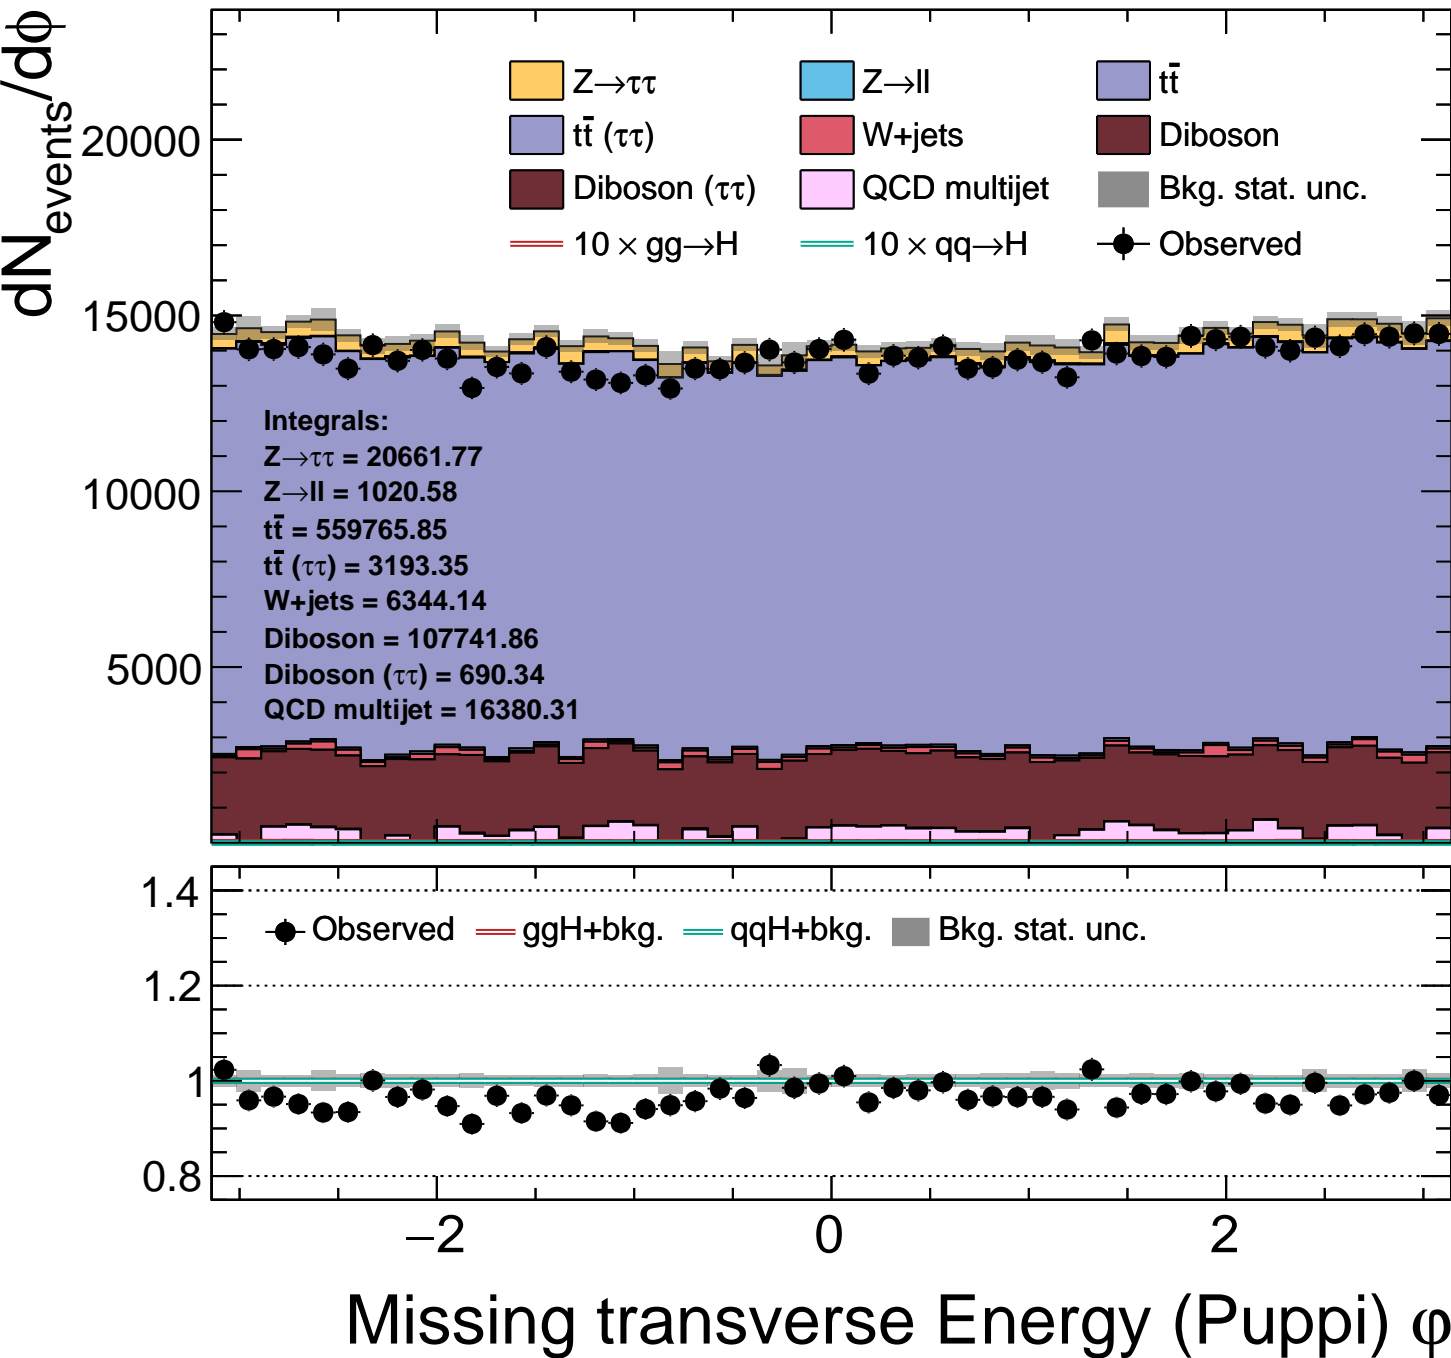 dN_events/dϕ
20000
15000
10000
5000
Z→ττ Z→ll tt̄
tt̄ (ττ) W+jets Diboson
Diboson (ττ) QCD multijet Bkg. stat. unc.
10 × gg→H 10 × qq→H Observed
Integrals:
Z→ττ = 20661.77
Z→ll = 1020.58
tt̄ = 559765.85
tt̄ (ττ) = 3193.35
W+jets = 6344.14
Diboson = 107741.86
Diboson (ττ) = 690.34
QCD multijet = 16380.31
1.4
1.2
1
0.8
Observed ggH+bkg. qqH+bkg. Bkg. stat. unc.
−2 0 2
Missing transverse Energy (Puppi) φ